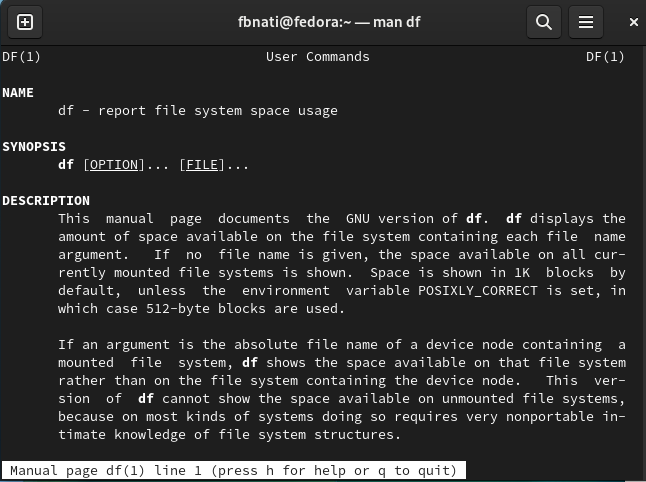 fbnati@fedora:~ — man df
DF(1) User Commands DF(1)
NAME
df - report file system space usage
SYNOPSIS
df [OPTION]... [FILE]...
DESCRIPTION
This manual page documents the GNU version of df. df displays the
amount of space available on the file system containing each file name
argument. If no file name is given, the space available on all cur-
rently mounted file systems is shown. Space is shown in 1K blocks by
default, unless the environment variable POSIXLY_CORRECT is set, in
which case 512-byte blocks are used.
If an argument is the absolute file name of a device node containing a
mounted file system, df shows the space available on that file system
rather than on the file system containing the device node. This ver-
sion of df cannot show the space available on unmounted file systems,
because on most kinds of systems doing so requires very nonportable in-
timate knowledge of file system structures.
Manual page df(1) line 1 (press h for help or q to quit)